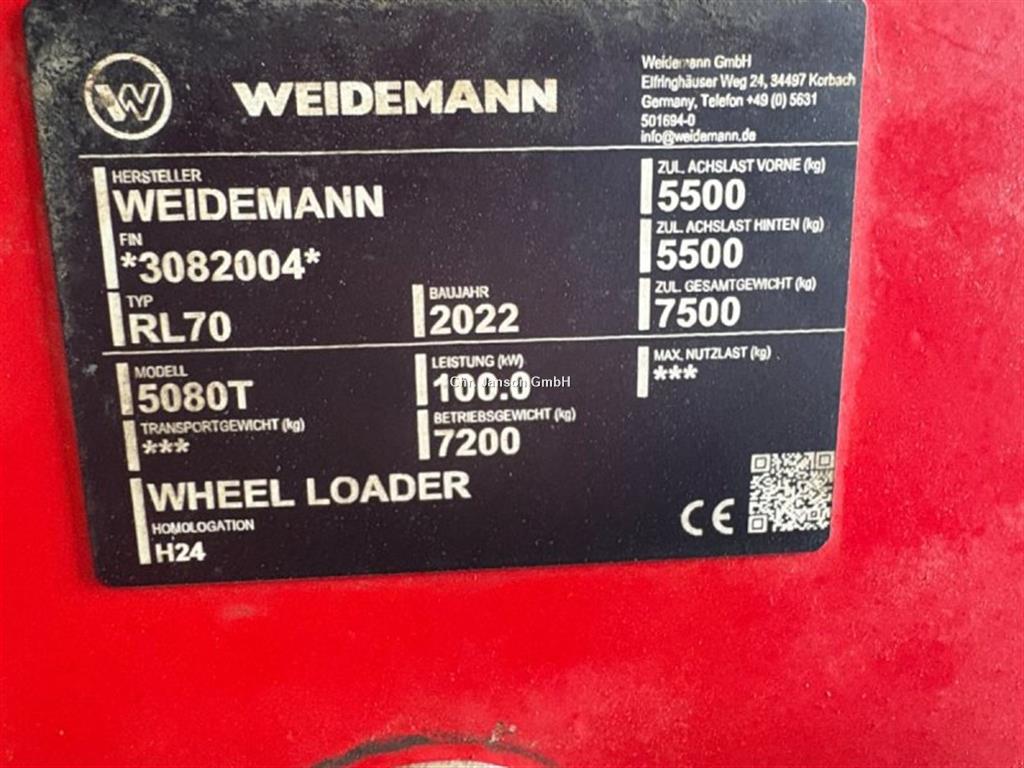 W
WEIDEMANN
Weidemann GmbH
Elfringhäuser Weg 24, 34497 Korbach
Germany, Telefon +49 (0) 5631
501694-0
info@weidemann.de
HERSTELLER
WEIDEMANN
FIN
*3082004*
TYP
RL70
BAUJAHR
2022
ZUL. ACHSLAST VORNE (kg)
5500
ZUL. ACHSLAST HINTEN (kg)
5500
ZUL. GESAMTGEWICHT (kg)
7500
MODELL
5080T
TRANSPORTGEWICHT (kg)
***
LEISTUNG (kW)
100.0
BETRIEBSGEWICHT (kg)
7200
MAX. NUTZLAST (kg)
***
WHEEL LOADER
HOMOLOGATION
H24
CE
Chr. Janson GmbH